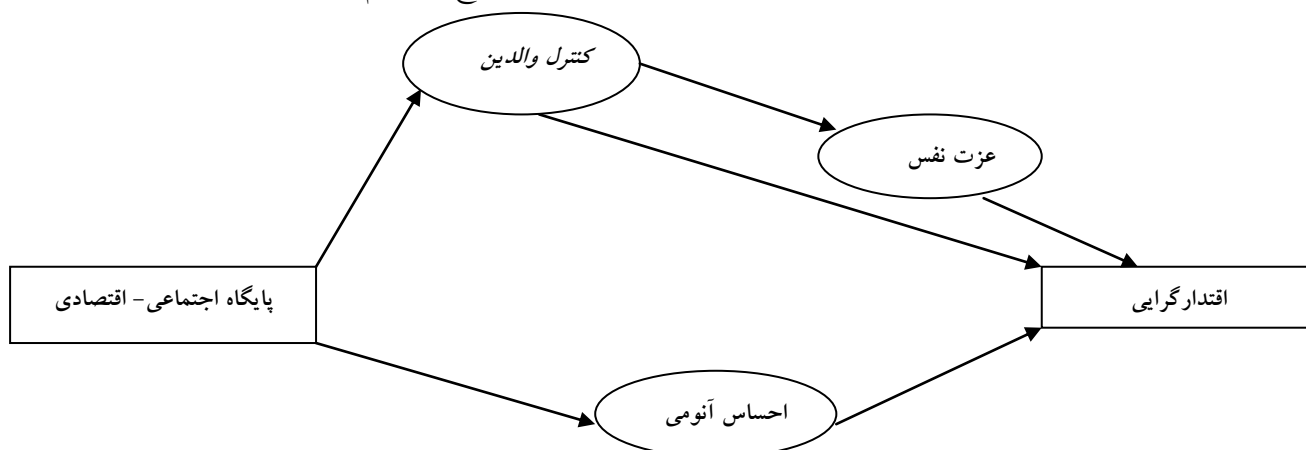 کنترل والدین
عزت نفس
پایگاه اجتماعی- اقتصادی
اقتدارگرایی
احساس آنومی